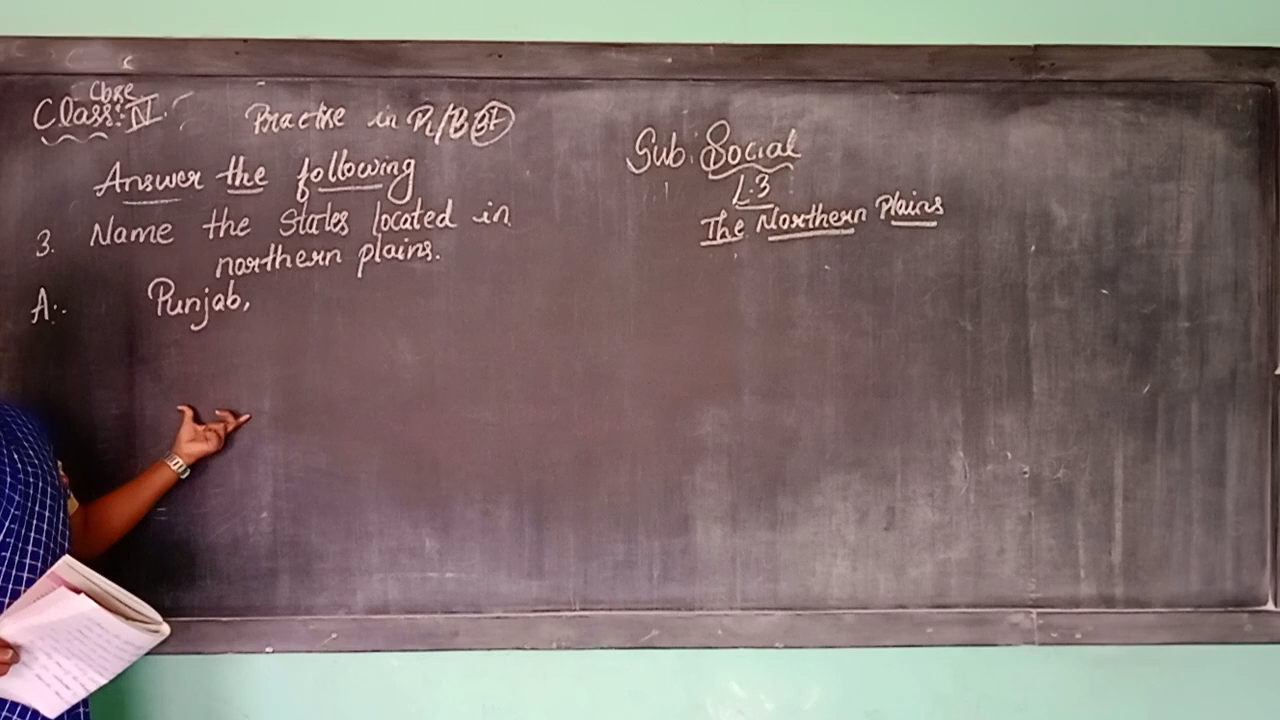 Cbse
Class: IV.
Practise in
Answer the following
3. Name the States located in
northern plains.
A:. Punjab,
Sub: Social
L.3
The Northern Plains